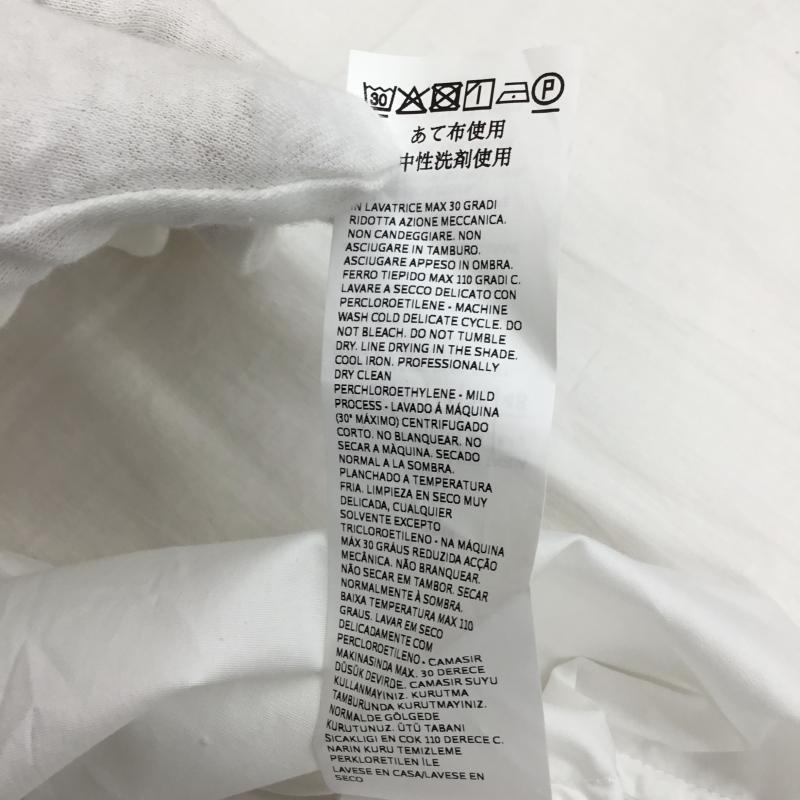 30 P
あて布使用
中性洗剤使用
IN LAVATRICE MAX 30 GRADI
RIDOTTA AZIONE MECCANICA.
NON CANDEGGIARE. NON
ASCIUGARE IN TAMBURO.
ASCIUGARE APPESO IN OMBRA.
FERRO TIEPIDO MAX 110 GRADI C.
LAVARE A SECCO DELICATO CON
PERCLOROETILENE - MACHINE
WASH COLD DELICATE CYCLE. DO
NOT BLEACH. DO NOT TUMBLE
DRY. LINE DRYING IN THE SHADE.
COOL IRON. PROFESSIONALLY
DRY CLEAN
PERCHLOROETHYLENE - MILD
PROCESS - LAVADO Á MÁQUINA
(30° MÁXIMO) CENTRIFUGADO
CORTO. NO BLANQUEAR. NO
SECAR A MÀQUINA. SECADO
NORMAL A LA SOMBRA.
PLANCHADO A TEMPERATURA
FRIA. LIMPIEZA EN SECO MUY
DELICADA, CUALQUIER
SOLVENTE EXCEPTO
TRICLOROETILENO - NA MÁQUINA
MÁX 30 GRÁUS REDUZIDA ACÇÃO
MECÂNICA. NÃO BRANQUEAR.
NÃO SECAR EM TAMBOR. SECAR
NORMALMENTE À SOMBRA.
BAIXA TEMPERATURA MAX 110
GRAUS. LAVAR EM SECO
DELICADAMENTE COM
PERCLOROETILENO - CAMASIR
MAKINASINDA MAX. 30 DERECE
DÜSÜK DEVIRDE. CAMASIR SUYU
KULLANMAYINIZ. KURUTMA
TAMBURUNDA KURUTMAYINIZ.
NORMALDE GÖLGEDE
KURUTUNUZ. ÜTÜ TABANI
SICAKLIGI EN COK 110 DERECE C.
NARIN KURU TEMIZLEME
PERKLORETILEN İLE
LAVESE EN CASA/LAVESE EN
SECO